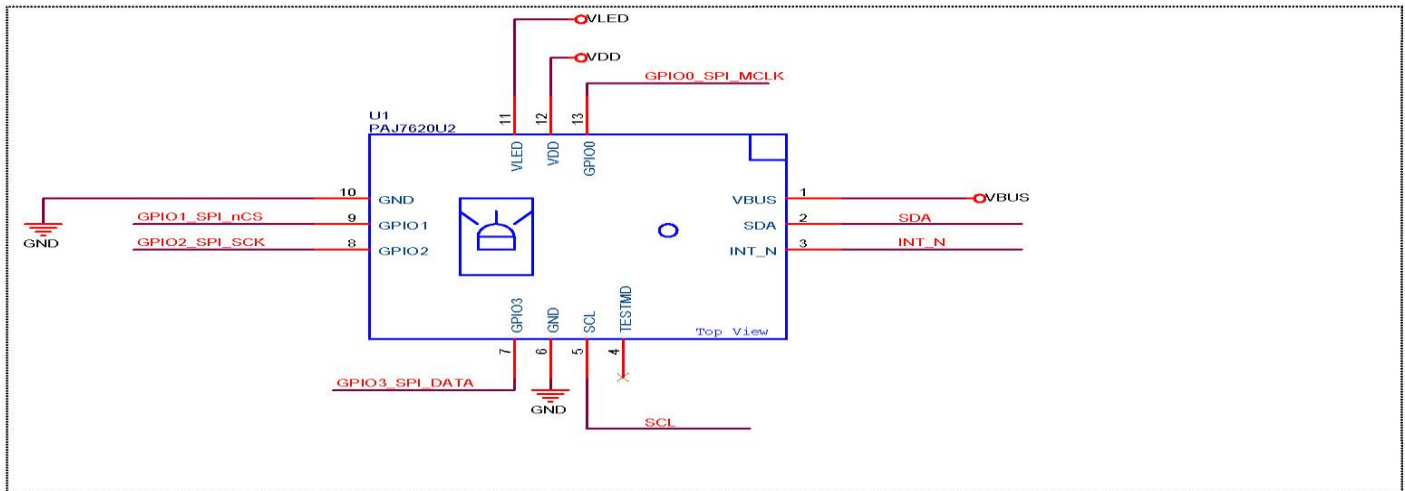 VLED
VDD
GPIO0_SPI_MCLK
U1
PAJ7620U2
11
12
13
VLED
VDD
GPIO0
10
GND
VBUS
1
VBUS
GPIO1_SPI_nCS
9
GPIO1
SDA
2
SDA
GND
GPIO2_SPI_SCK
8
GPIO2
INT_N
3
INT_N
GPIO3
GND
SCL
TESTMD
Top View
7
6
5
4
GPIO3_SPI_DATA
GND
SCL